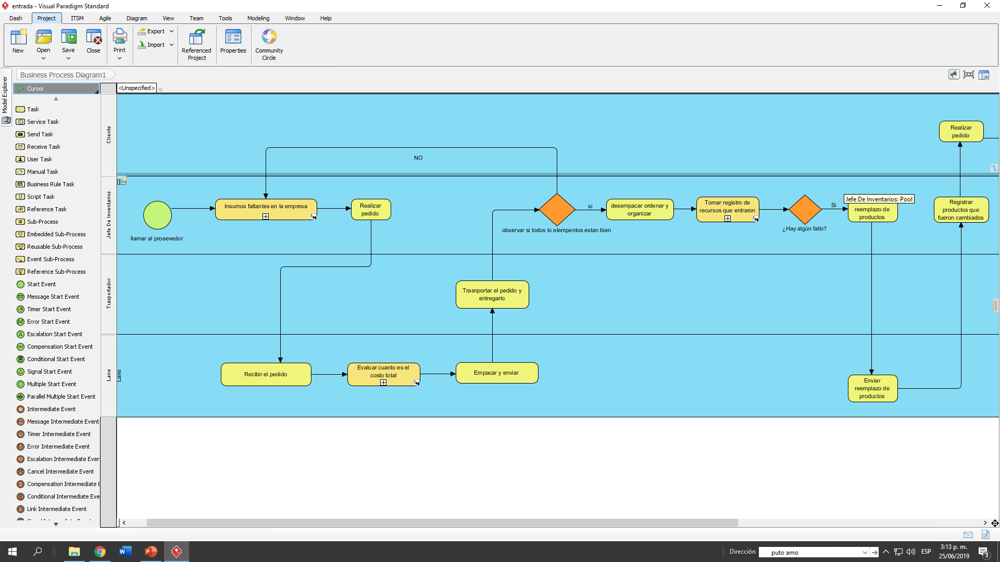 entrada - Visual Paradigm Standard
Dash Project ITSM Agile Diagram View Team Tools Modeling Window Help
New Open Save Close Print Export Import Referenced Project Properties Community Circle
Model Explorer
Business Process Diagram1
Cursor
<Unspecified>
Task
Service Task
Send Task
Receive Task
User Task
Manual Task
Business Rule Task
Script Task
Reference Task
Sub-Process
Embedded Sub-Process
Reusable Sub-Process
Event Sub-Process
Reference Sub-Process
Start Event
Message Start Event
Timer Start Event
Error Start Event
Escalation Start Event
Compensation Start Event
Conditional Start Event
Signal Start Event
Multiple Start Event
Parallel Multiple Start Event
Intermediate Event
Message Intermediate Event
Timer Intermediate Event
Error Intermediate Event
Escalation Intermediate Even
Cancel Intermediate Event
Compensation Intermediate E
Conditional Intermediate Eve
Link Intermediate Event
Cliente
Realizar
pedido
NO
Jefe De Inventarios
llamar al proeevedor
Insumos faltantes en la empresa
Realizar
pedido
observar si todos lo elempentos estan bien
si
desempacar ordenar y
organizar
Tomar registro de
recursos que entraron
¿Hay algún fallo?
Si
Jefe De Inventarios: Pool
reemplazo de
productos
Registrar
productos que
fueron cambiados
Trasportador
Trasnportar el pedido y
entregarlo
Lane
Lane
Recibir el pedido
Evaluar cuanto es el
costo total
Empacar y enviar
Enviar
reemplazo de
productos
Dirección
puto amo
ESP
3:13 p. m.
25/06/2019
3